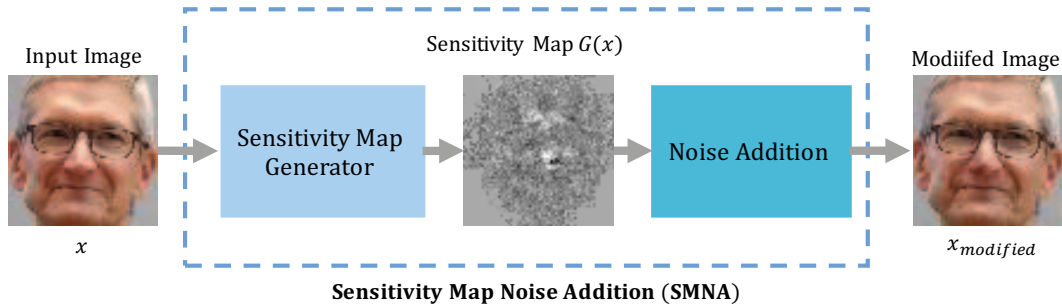 Input Image
Sensitivity Map G(x)
Modiifed Image
Sensitivity Map
Generator
Noise Addition
x
x_modified
Sensitivity Map Noise Addition (SMNA)